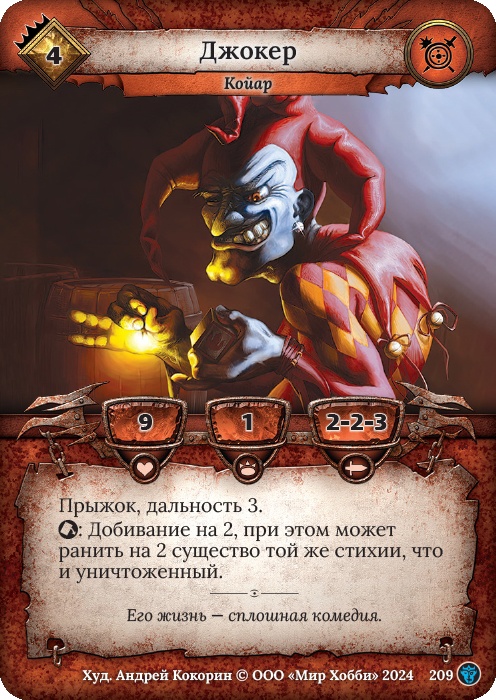 4
Джокер
Койар
9
1
2-2-3
Прыжок, дальность 3.
: Добивание на 2, при этом может
ранить на 2 существо той же стихии, что
и уничтоженный.
Его жизнь — сплошная комедия.
Худ. Андрей Кокорин © ООО «Мир Хобби» 2024 209